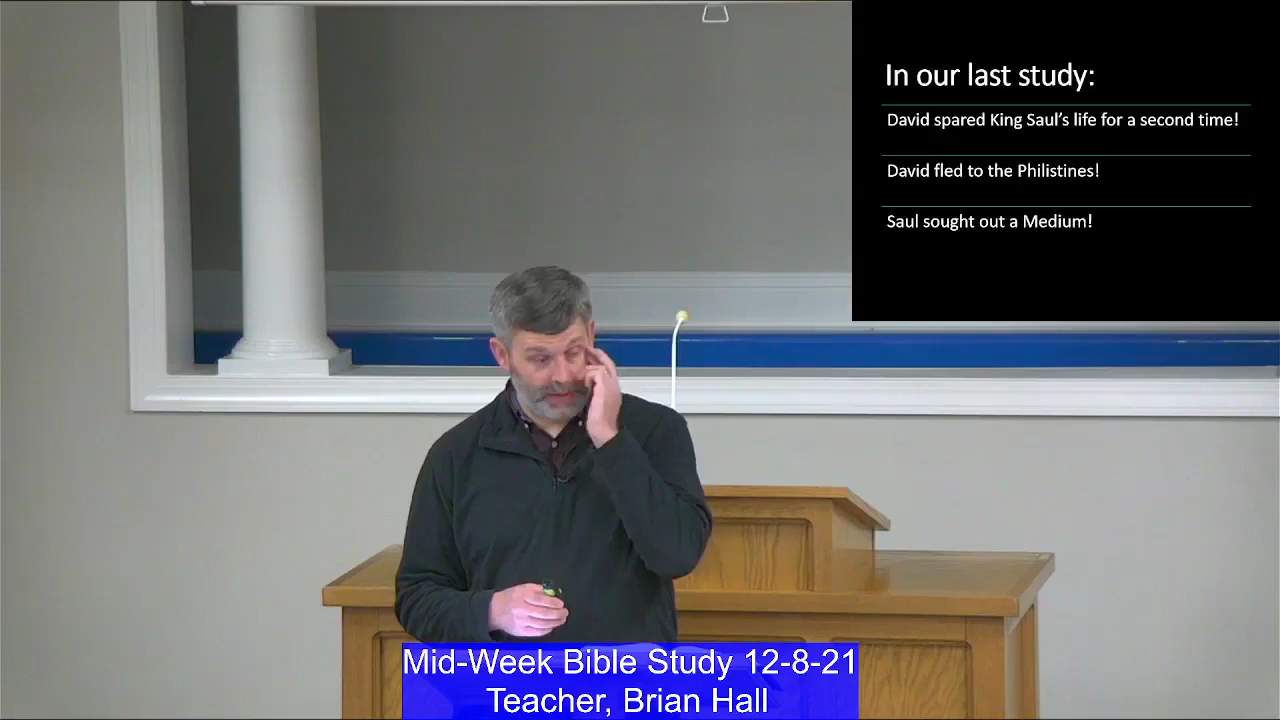 In our last study:
David spared King Saul's life for a second time!
David fled to the Philistines!
Saul sought out a Medium!
Mid-Week Bible Study 12-8-21
Teacher, Brian Hall